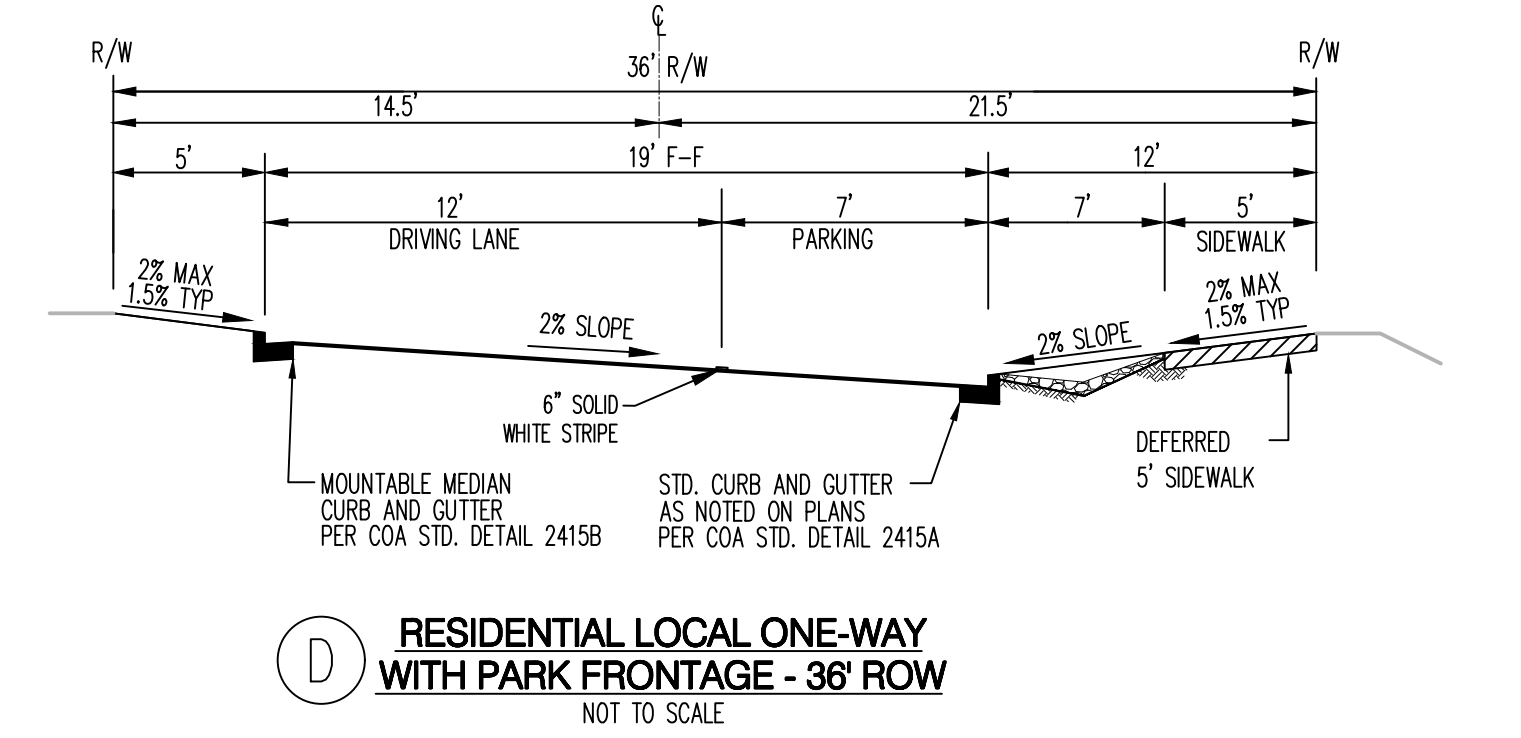 ℄
R/W
R/W
36' R/W
14.5'
21.5'
5'
19' F-F
12'
12'
7'
7'
5'
DRIVING LANE
PARKING
SIDEWALK
2% MAX
1.5% TYP
2% SLOPE
2% SLOPE
2% MAX
1.5% TYP
6" SOLID
WHITE STRIPE
DEFERRED
5' SIDEWALK
MOUNTABLE MEDIAN
CURB AND GUTTER
PER COA STD. DETAIL 2415B
STD. CURB AND GUTTER
AS NOTED ON PLANS
PER COA STD. DETAIL 2415A
D
RESIDENTIAL LOCAL ONE-WAY
WITH PARK FRONTAGE - 36' ROW
NOT TO SCALE